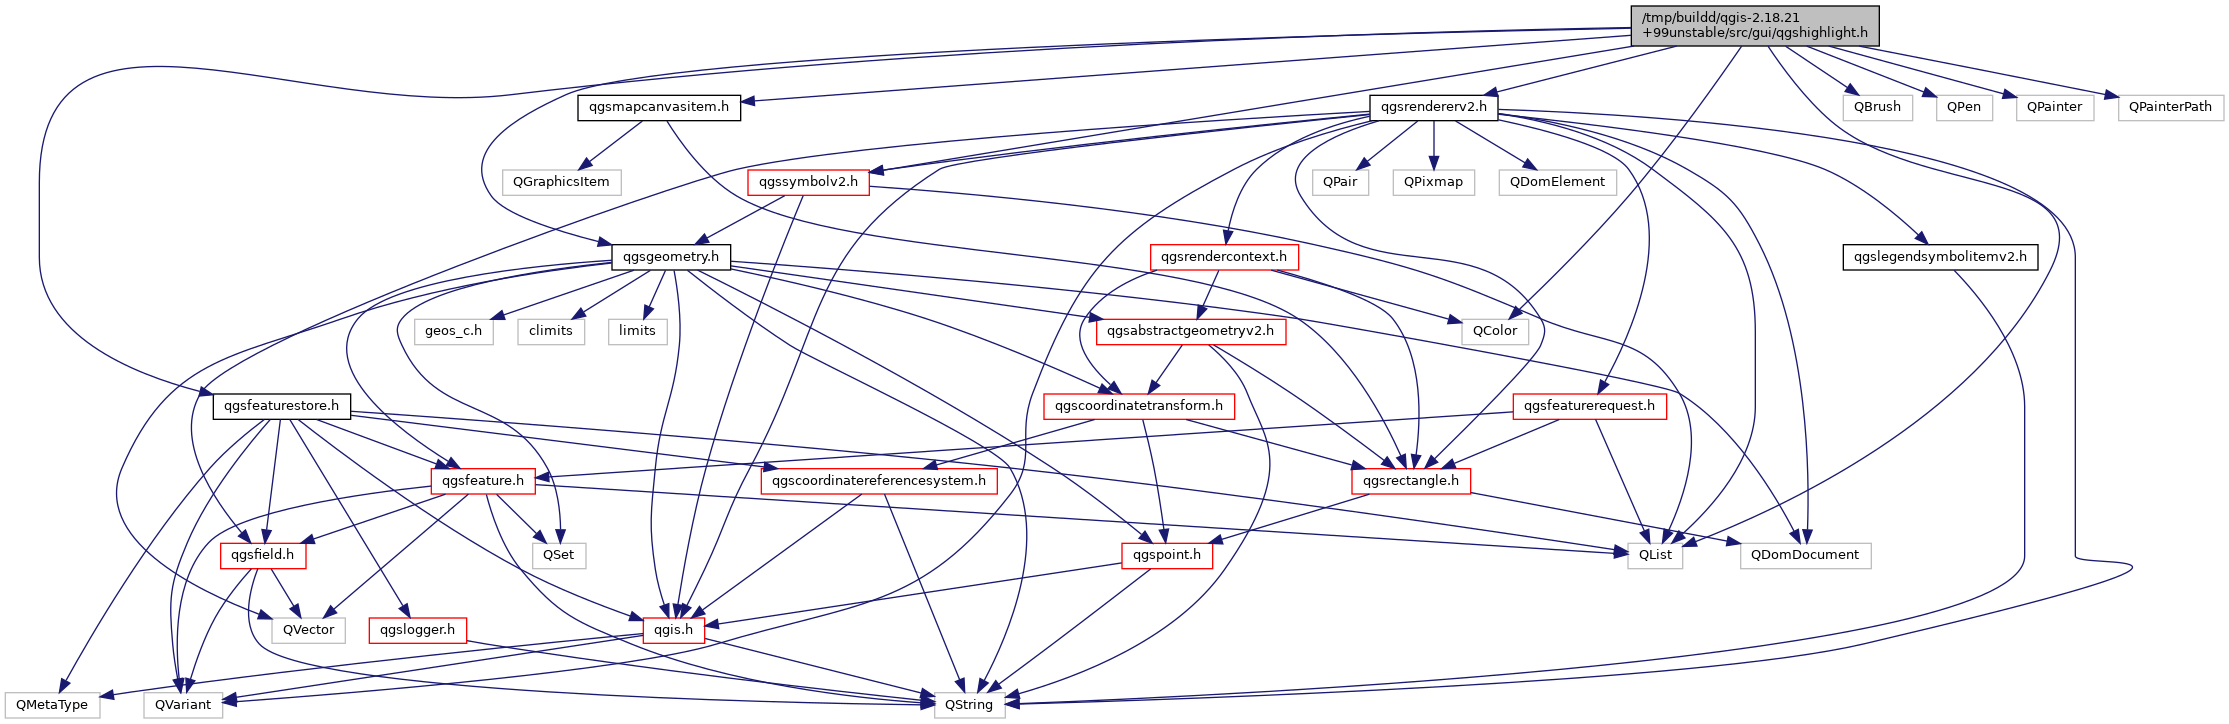 /tmp/buildd/qgis-2.18.21
+99unstable/src/gui/qgshighlight.h
qgsmapcanvasitem.h
qgsrendererv2.h
QBrush
QPen
QPainter
QPainterPath
QGraphicsItem
qgssymbolv2.h
QPair
QPixmap
QDomElement
qgsgeometry.h
qgsrendercontext.h
qgslegendsymbolitemv2.h
geos_c.h
climits
limits
qgsabstractgeometryv2.h
QColor
qgsfeaturestore.h
qgscoordinatetransform.h
qgsfeaturerequest.h
qgsfeature.h
qgscoordinatereferencesystem.h
qgsrectangle.h
qgsfield.h
QSet
qgspoint.h
QList
QDomDocument
QVector
qgslogger.h
qgis.h
QMetaType
QVariant
QString